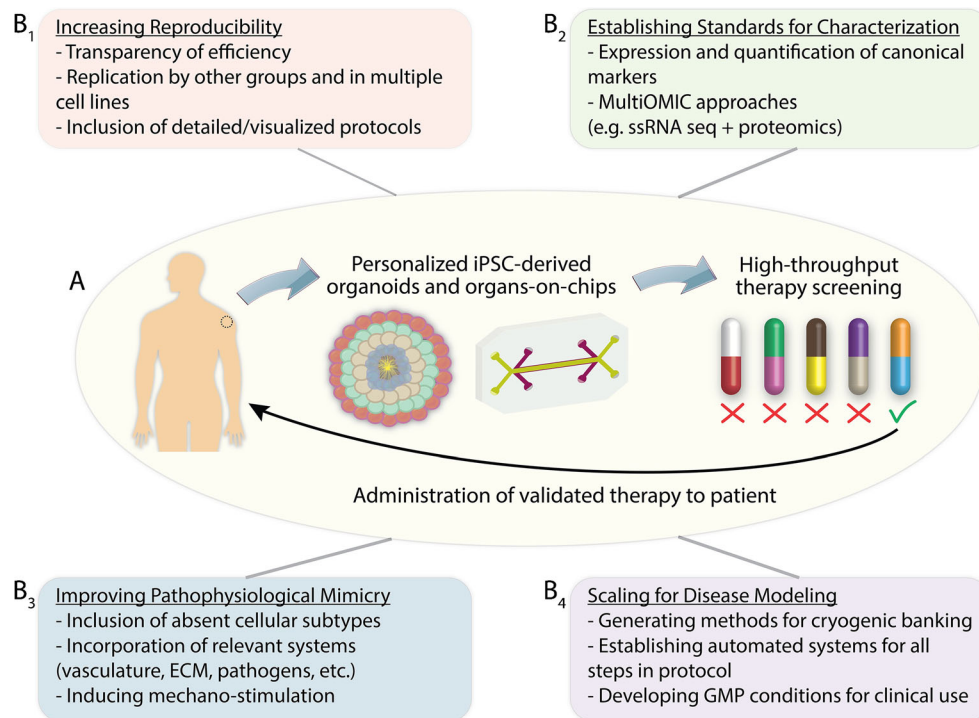 B1
Increasing Reproducibility
- Transparency of efficiency
- Replication by other groups and in multiple
cell lines
- Inclusion of detailed/visualized protocols
B2
Establishing Standards for Characterization
- Expression and quantification of canonical
markers
- MultiOMIC approaches
(e.g. ssRNA seq + proteomics)
A
Personalized iPSC-derived
organoids and organs-on-chips
High-throughput
therapy screening
Administration of validated therapy to patient
B3
Improving Pathophysiological Mimicry
- Inclusion of absent cellular subtypes
- Incorporation of relevant systems
(vasculature, ECM, pathogens, etc.)
- Inducing mechano-stimulation
B4
Scaling for Disease Modeling
- Generating methods for cryogenic banking
- Establishing automated systems for all
steps in protocol
- Developing GMP conditions for clinical use